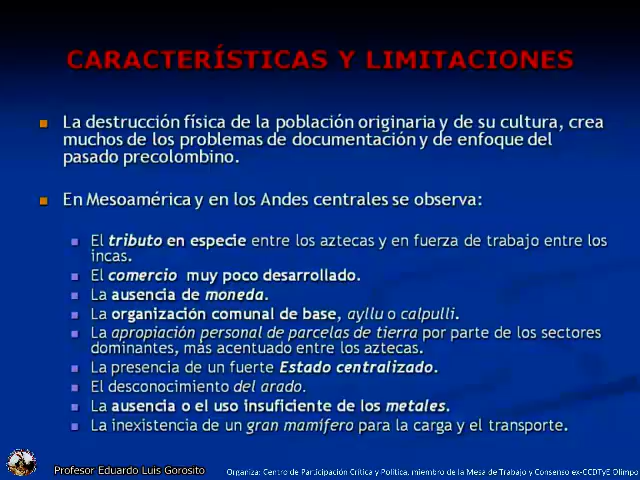 CARACTERÍSTICAS Y LIMITACIONES
La destrucción física de la población originaria y de su cultura, crea
muchos de los problemas de documentación y de enfoque del
pasado precolombino.
En Mesoamérica y en los Andes centrales se observa:
El tributo en especie entre los aztecas y en fuerza de trabajo entre los
incas.
El comercio muy poco desarrollado.
La ausencia de moneda.
La organización comunal de base, ayllu o calpulli.
La apropiación personal de parcelas de tierra por parte de los sectores
dominantes, más acentuado entre los aztecas.
La presencia de un fuerte Estado centralizado.
El desconocimiento del arado.
La ausencia o el uso insuficiente de los metales.
La inexistencia de un gran mamífero para la carga y el transporte.
Profesor Eduardo Luis Gorosito
Organiza: Centro de Participación Crítica y Política, miembro de la Mesa de Trabajo y Consenso ex-CCDTyE Olimpo